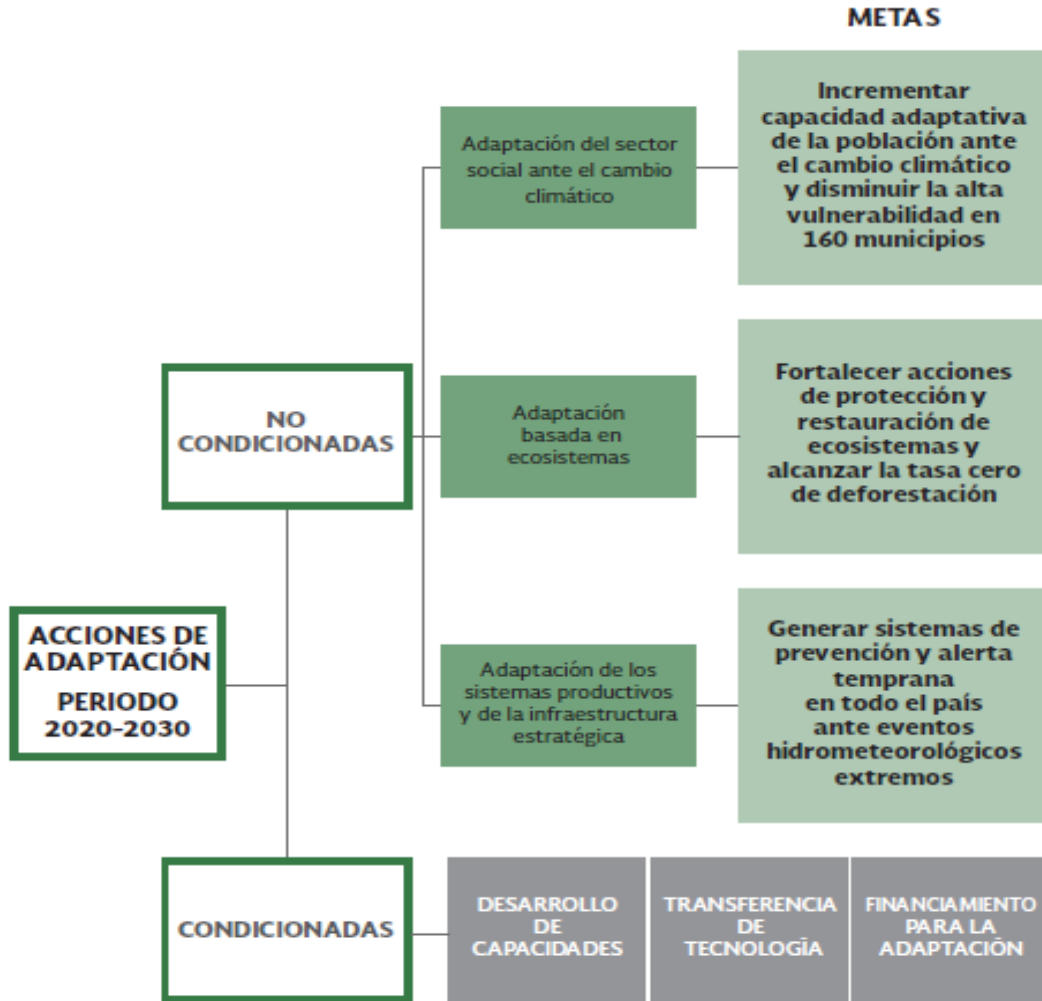 METAS
Adaptación del sector
social ante el cambio
climático
Incrementar
capacidad adaptativa
de la población ante
el cambio climático
y disminuir la alta
vulnerabilidad en
160 municipios
NO
CONDICIONADAS
Adaptación
basada en
ecosistemas
Fortalecer acciones
de protección y
restauración de
ecosistemas y
alcanzar la tasa cero
de deforestación
ACCIONES DE
ADAPTACIÓN
PERIODO
2020-2030
Adaptación de los
sistemas productivos
y de la infraestructura
estratégica
Generar sistemas de
prevención y alerta
temprana
en todo el país
ante eventos
hidrometeorológicos
extremos
CONDICIONADAS
DESARROLLO
DE
CAPACIDADES
TRANSFERENCIA
DE
TECNOLOGÍA
FINANCIAMIENTO
PARA LA
ADAPTACIÓN